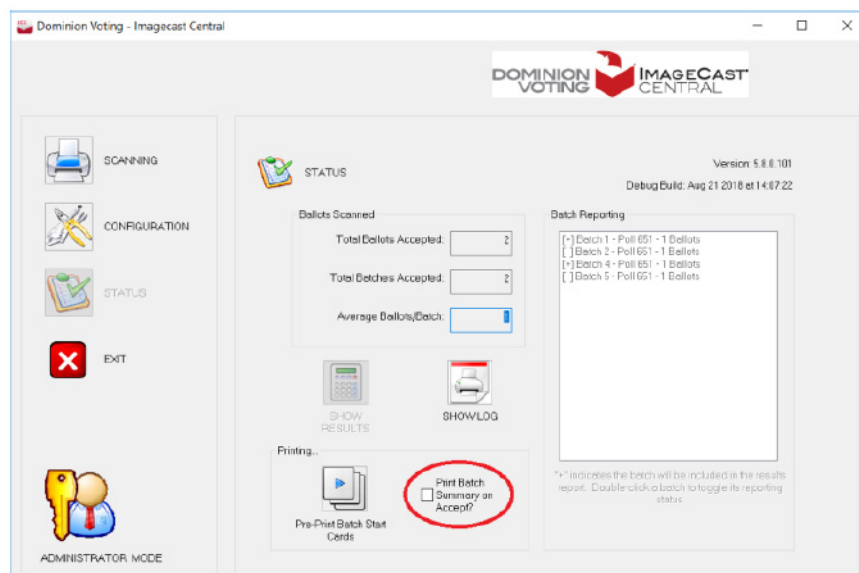 Dominion Voting - Imagecast Central
DOMINION VOTING
IMAGECAST CENTRAL
SCANNING
CONFIGURATION
STATUS
EXIT
ADMINISTRATOR MODE
STATUS
Version: 5.8.0.101
Debug Build: Aug 21 2018 at 14:07:22
Ballots Scanned
Total Ballots Accepted: 2
Total Batches Accepted: 2
Average Ballots/Batch:
SHOW
RESULTS
SHOW LOG
Printing...
Pre-Print Batch Start
Cards
Print Batch
Summary on
Accept?
Batch Reporting
[+] Batch 1 - Poll 651 - 1 Ballots
[ ] Batch 2 - Poll 651 - 1 Ballots
[+] Batch 4 - Poll 651 - 1 Ballots
[ ] Batch 5 - Poll 651 - 1 Ballots
"+" indicates the batch will be included in the results
report. Double-click a batch to toggle its reporting
status